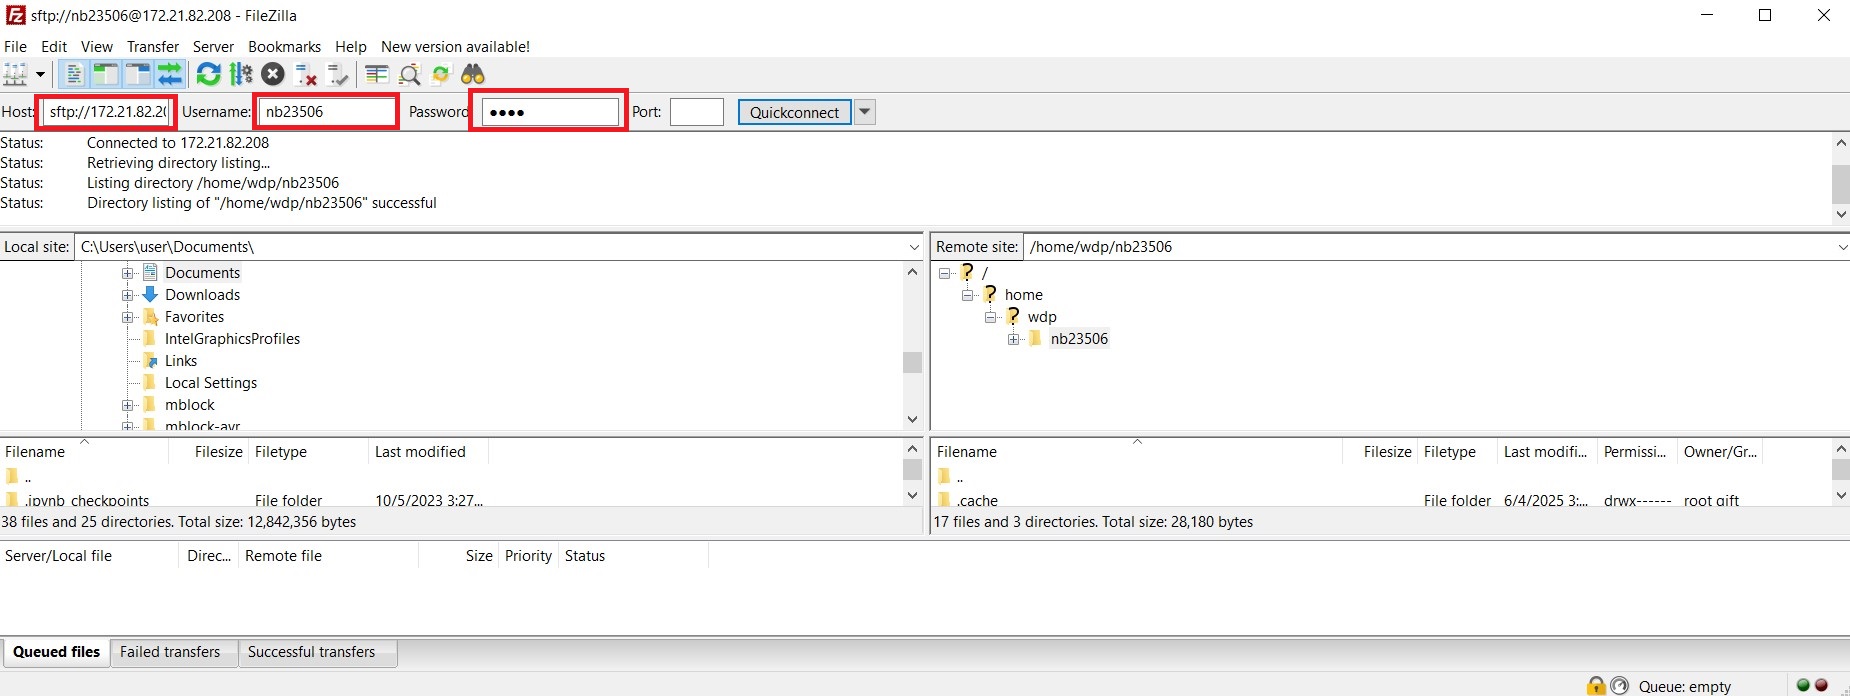 sftp://nb23506@172.21.82.208 - FileZilla
File Edit View Transfer Server Bookmarks Help New version available!
Host: sftp://172.21.82.20 Username: nb23506 Password ●●●● Port: Quickconnect
Status: Connected to 172.21.82.208
Status: Retrieving directory listing...
Status: Listing directory /home/wdp/nb23506
Status: Directory listing of "/home/wdp/nb23506" successful
Local site: C:\Users\user\Documents\
Documents
Downloads
Favorites
IntelGraphicsProfiles
Links
Local Settings
mblock
mblock-avr
Remote site: /home/wdp/nb23506
/
home
wdp
nb23506
Filename Filesize Filetype Last modified
..
.ipynb_checkpoints File folder 10/5/2023 3:27...
38 files and 25 directories. Total size: 12,842,356 bytes
Filename Filesize Filetype Last modifi... Permissi... Owner/Gr...
..
.cache File folder 6/4/2025 3:... drwx------ root gift
17 files and 3 directories. Total size: 28,180 bytes
Server/Local file Direc... Remote file Size Priority Status
Queued files Failed transfers Successful transfers
Queue: empty